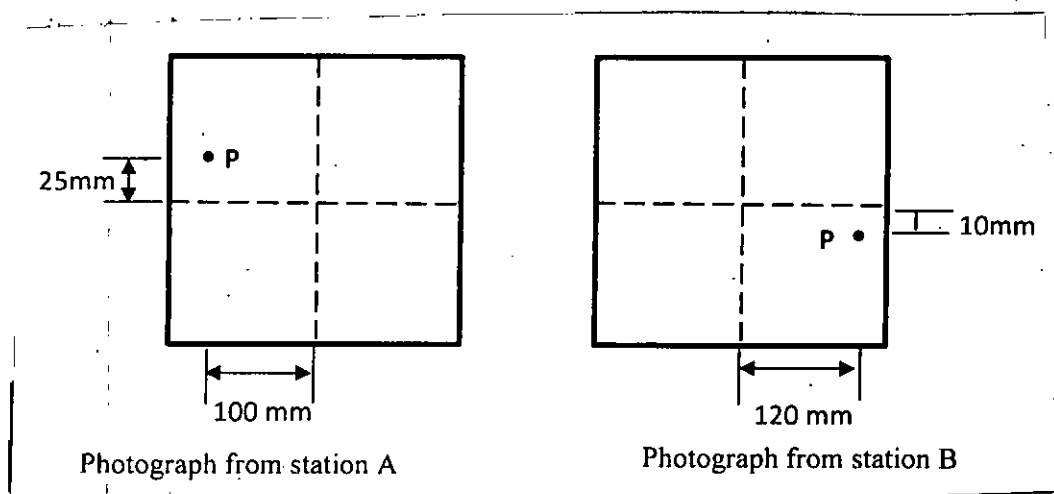 P
25mm
P
10mm
100 mm
120 mm
Photograph from station A
Photograph from station B